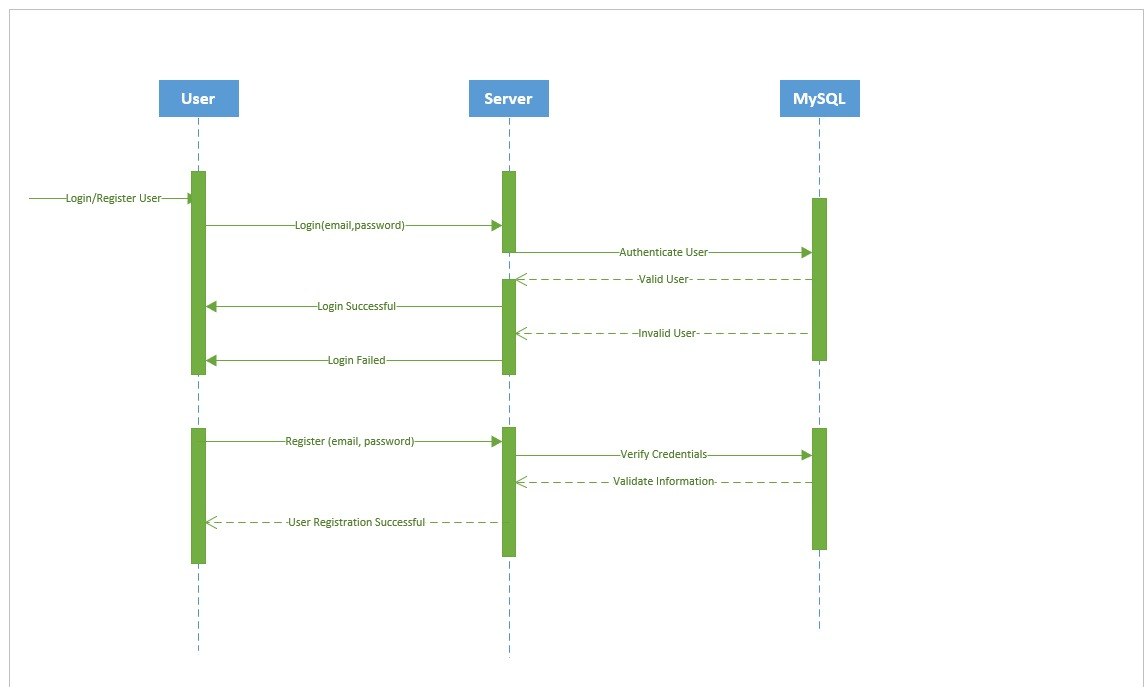 User
Server
MySQL
Login/Register User
Login(email,password)
Authenticate User
Valid User
Login Successful
Invalid User
Login Failed
Register (email, password)
Verify Credentials
Validate Information
User Registration Successful